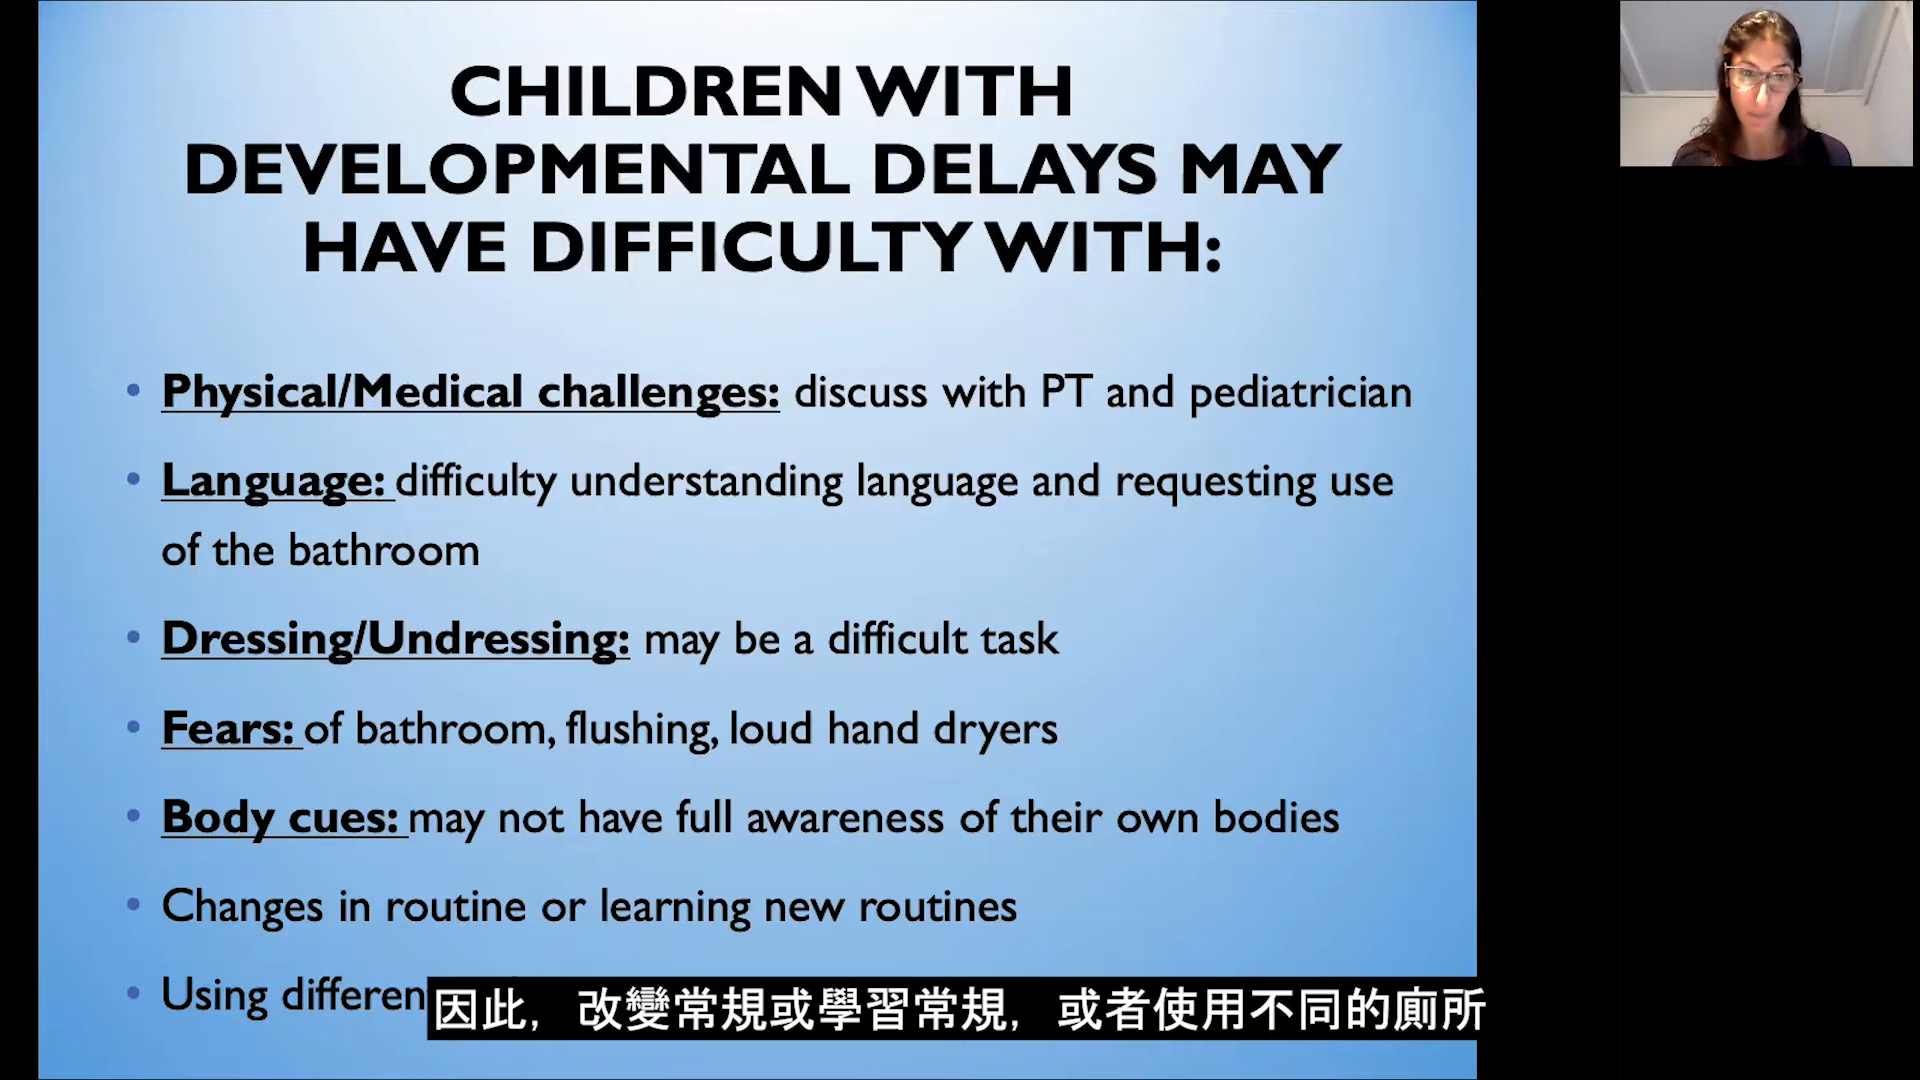 CHILDREN WITH
DEVELOPMENTAL DELAYS MAY
HAVE DIFFICULTY WITH:
• Physical/Medical challenges: discuss with PT and pediatrician
• Language: difficulty understanding language and requesting use
of the bathroom
• Dressing/Undressing: may be a difficult task
• Fears: of bathroom, flushing, loud hand dryers
• Body cues: may not have full awareness of their own bodies
• Changes in routine or learning new routines
• Using
因此, 改變常規或學習常規, 或者使用不同的廁所